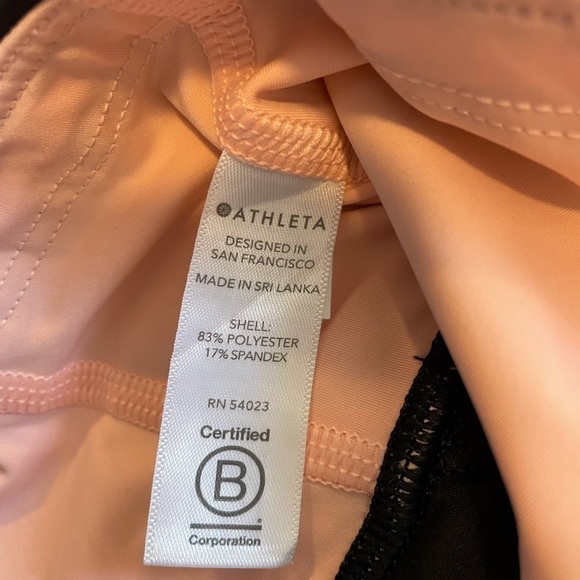 ATHLETA
DESIGNED IN
SAN FRANCISCO
MADE IN SRI LANKA
SHELL:
83% POLYESTER
17% SPANDEX
RN 54023
Certified
B
Corporation